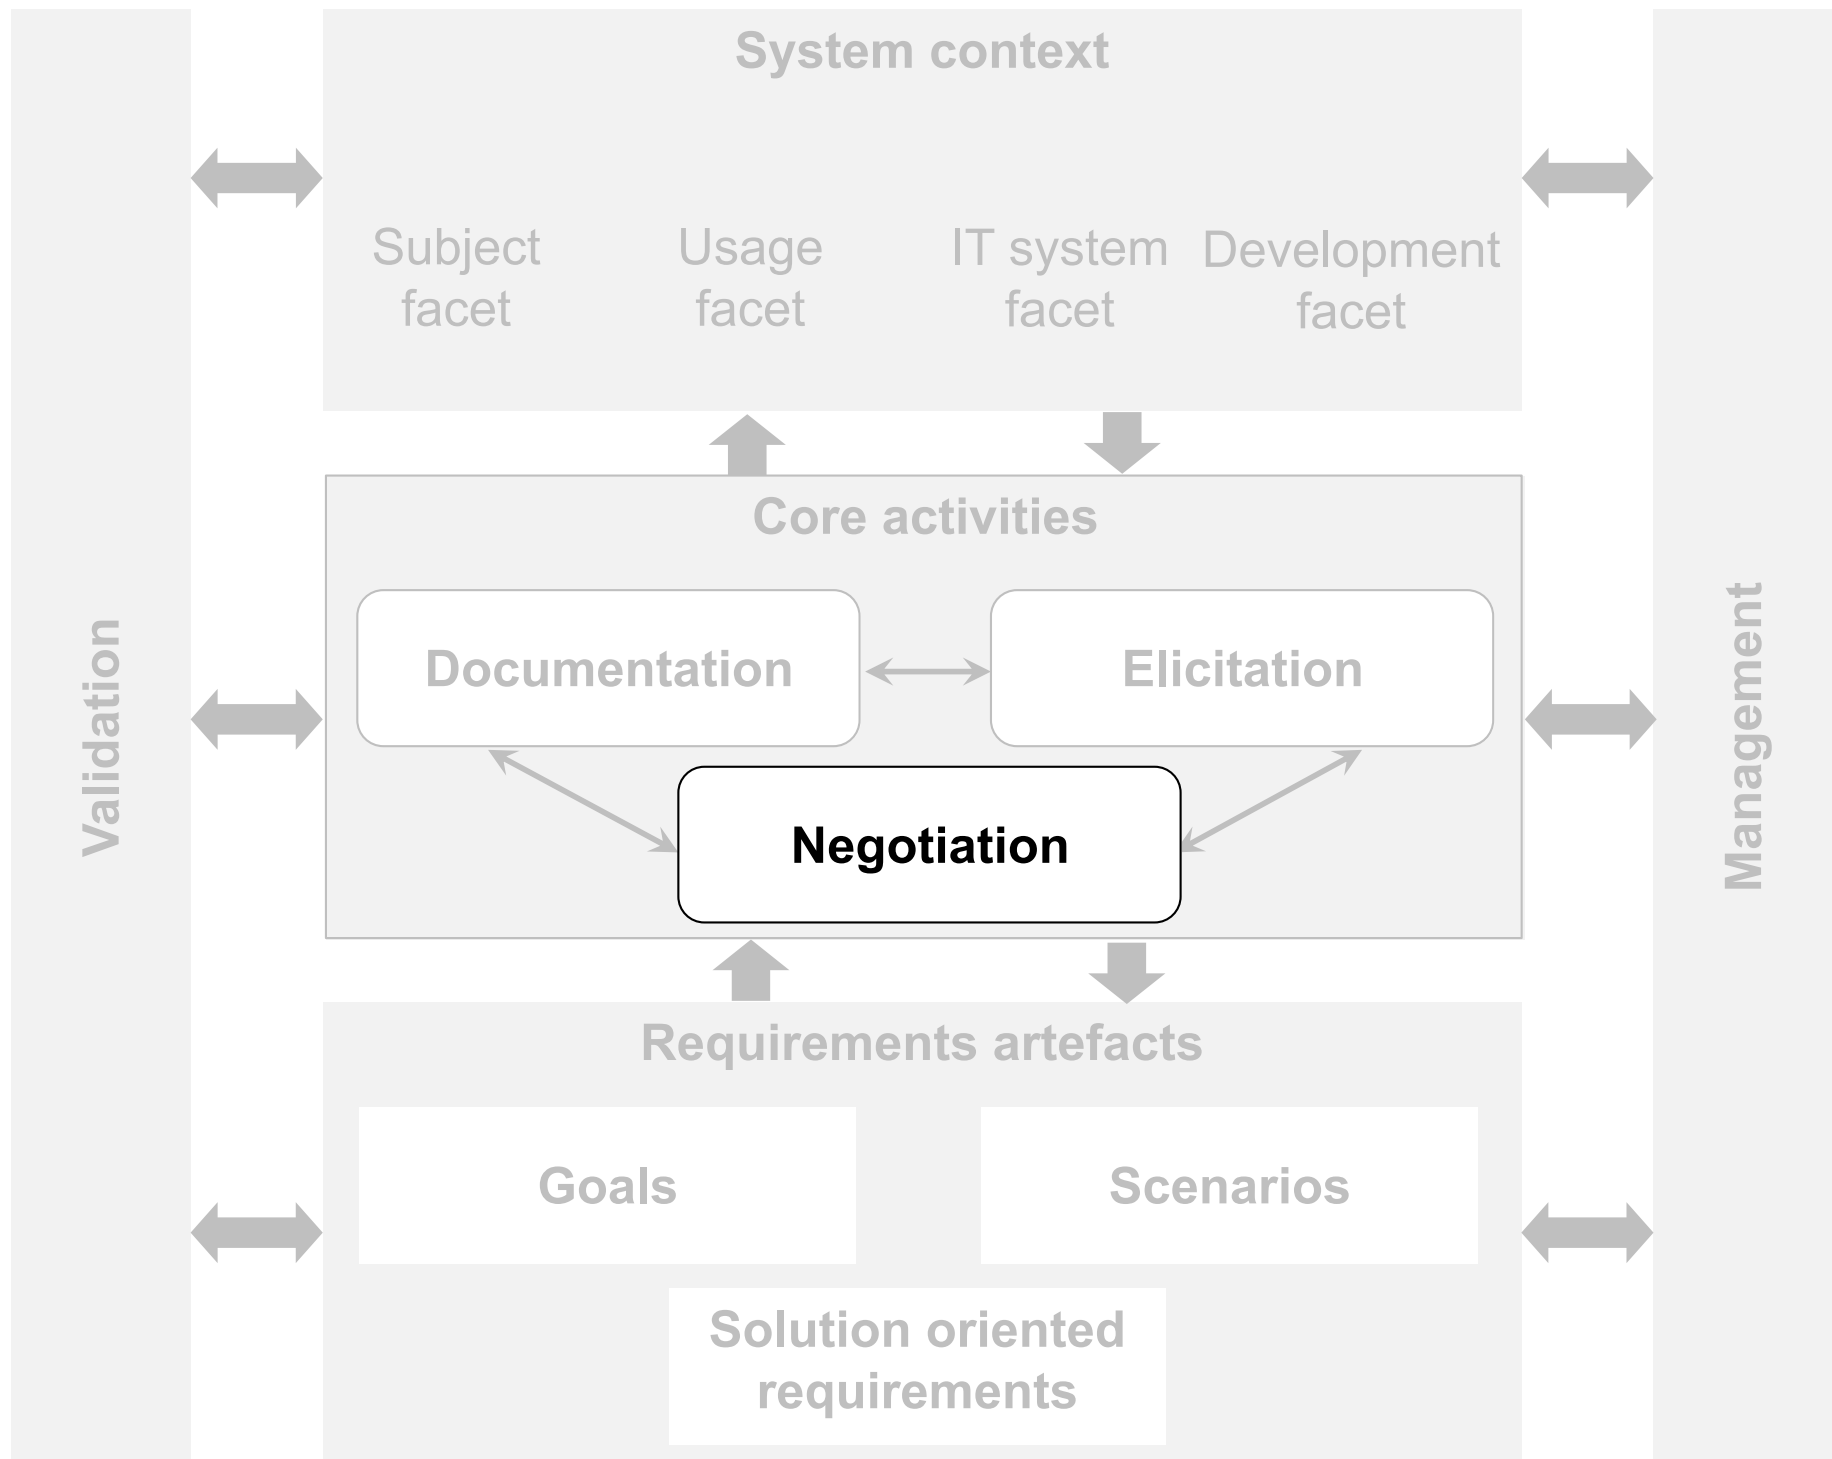 System context
Subject
facet
Usage
facet
IT system
facet
Development
facet
Core activities
Documentation
Elicitation
Negotiation
Requirements artefacts
Goals
Scenarios
Solution oriented
requirements
Validation
Management